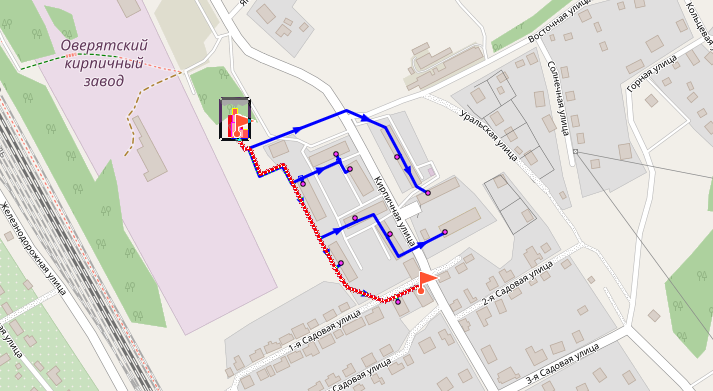 Оверятский
кирпичный
завод
Восточная улица
Кольцевая
Солнечная улица
Горная улица
Уральская улица
Кирпичная улица
Железнодорожная улица
1-я Садовая улица
2-я Садовая улица
3-я Садовая улица
Садовая улица
улица